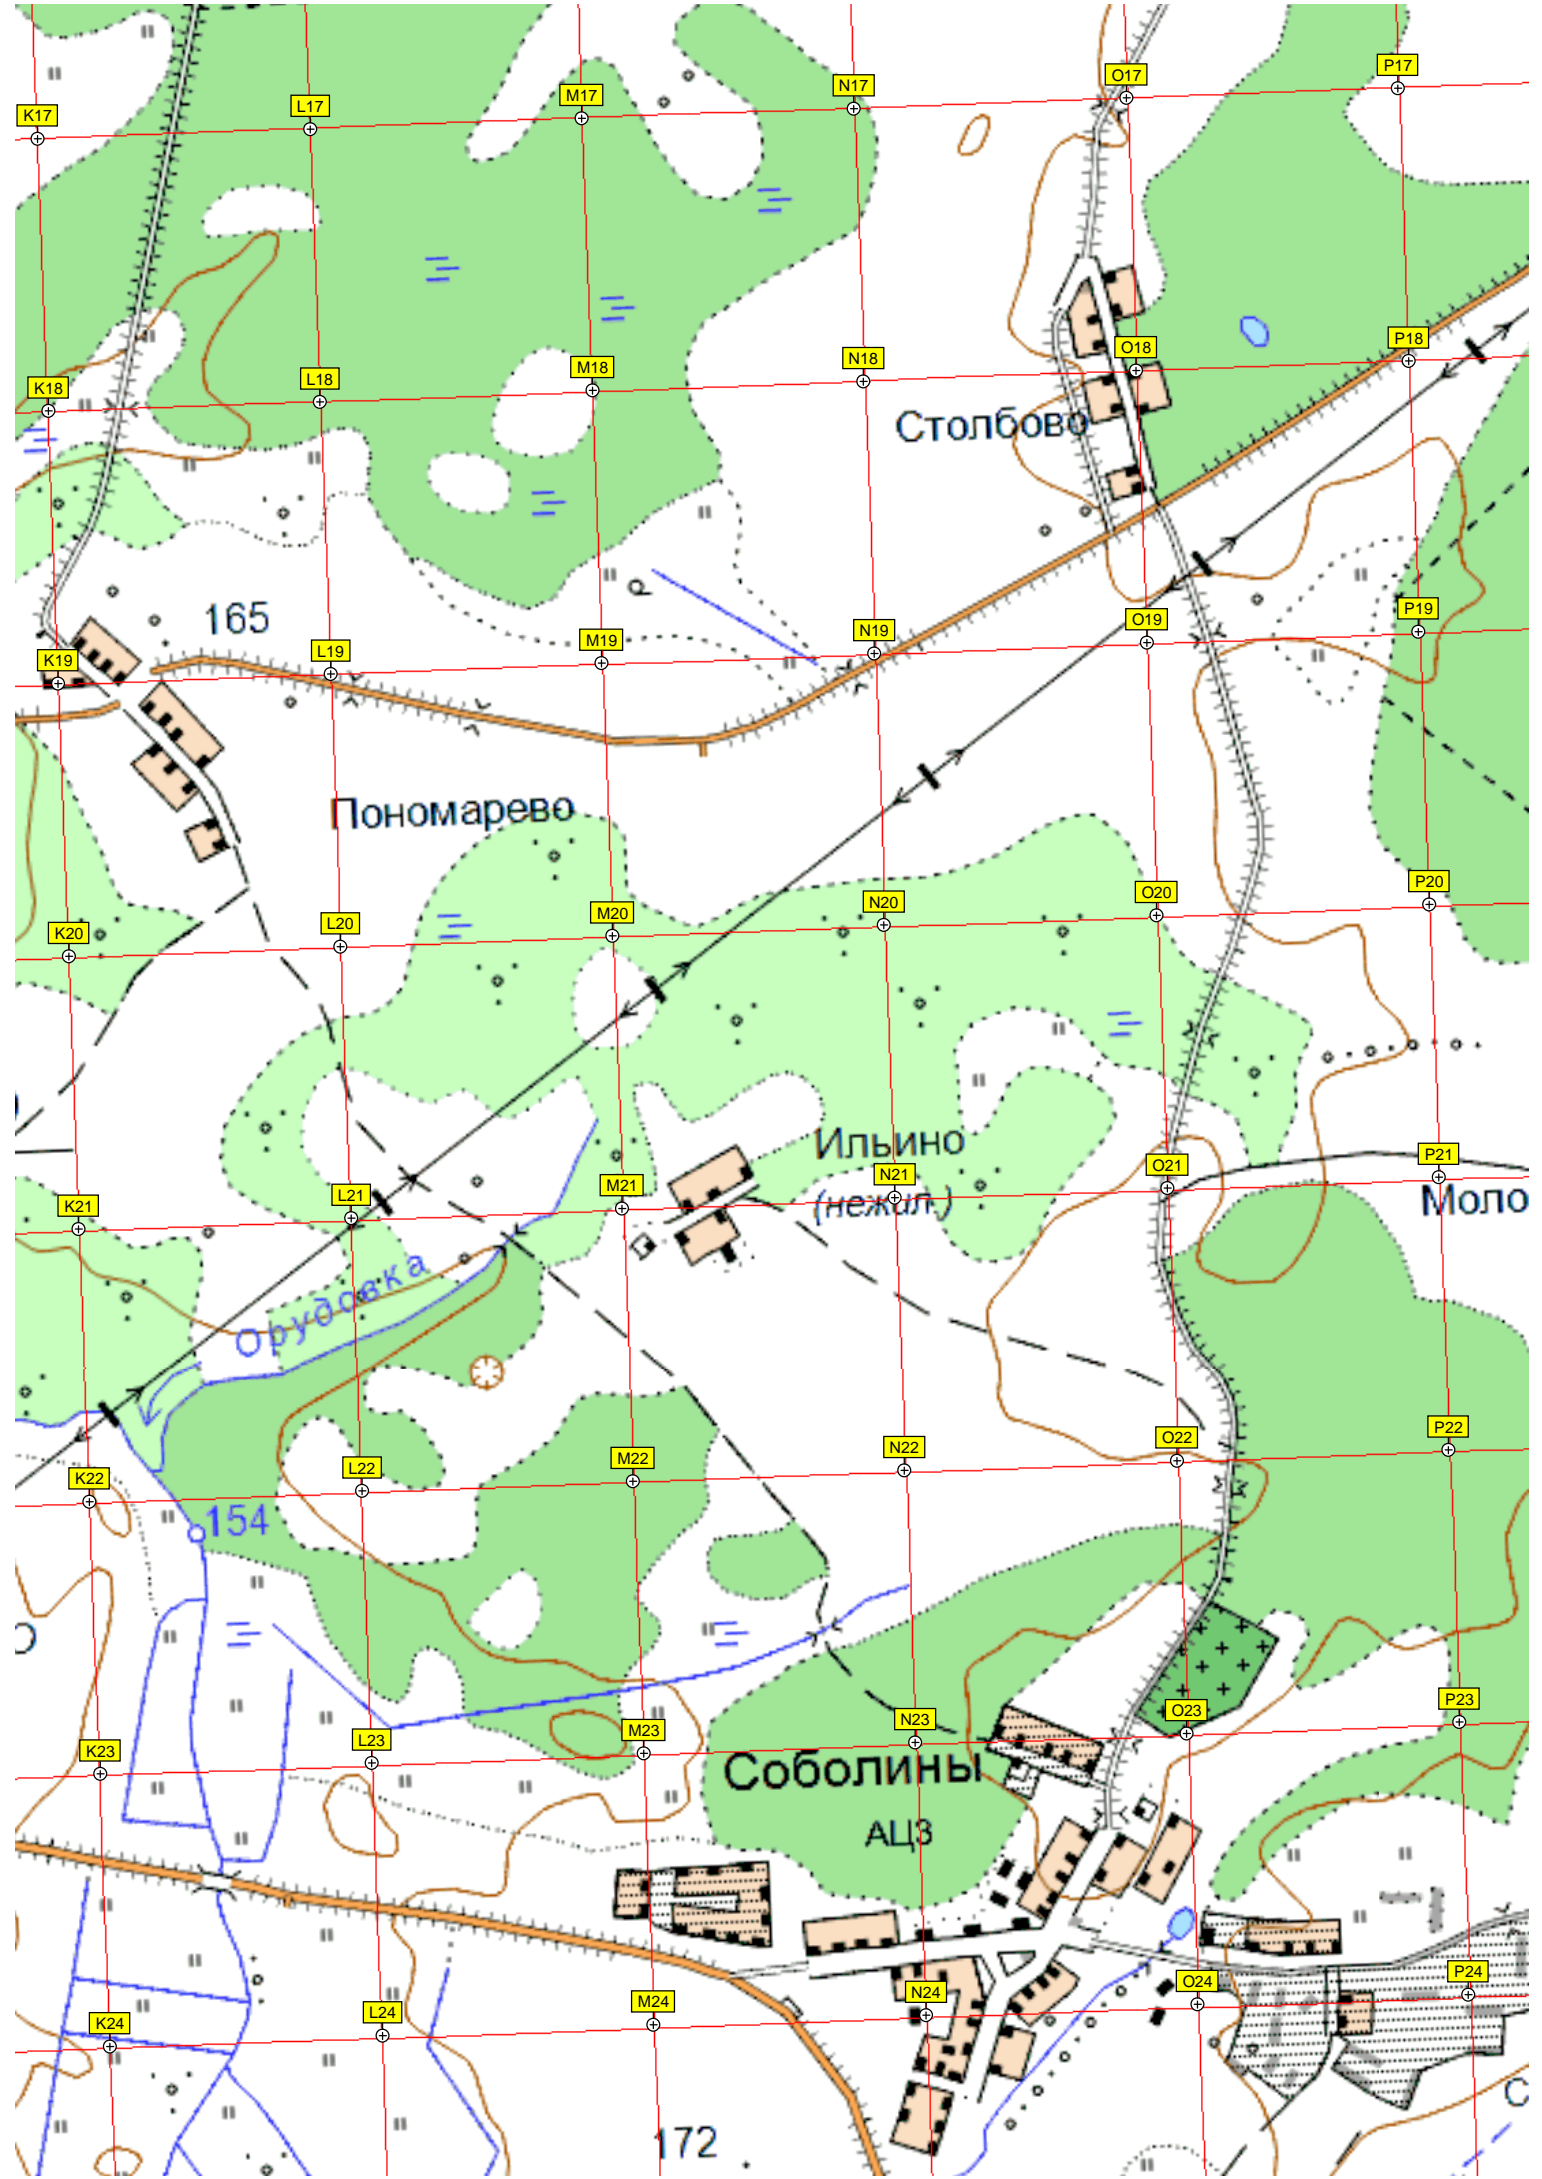 P17
O17
N17
M17
L17
K17
P18
O18
N18
M18
L18
K18
Столбово
165
P19
O19
N19
M19
L19
K19
Пономарево
P20
O20
N20
M20
L20
K20
Ильино
(нежил.)
P21
O21
N21
M21
L21
K21
Моло
Орудовка
P22
O22
N22
M22
L22
K22
154
P23
O23
N23
M23
L23
K23
Соболины
АЦЗ
P24
O24
N24
M24
L24
K24
172
С